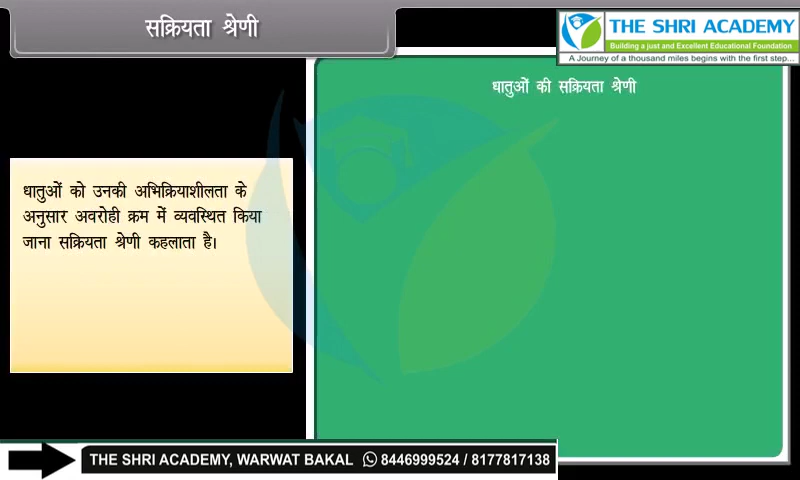 सक्रियता श्रेणी
THE SHRI ACADEMY
Building a just and Excellent Educational Foundation
A Journey of a thousand miles begins with the first step...
धातुओं की सक्रियता श्रेणी
धातुओं को उनकी अभिक्रियाशीलता के
अनुसार अवरोही क्रम में व्यवस्थित किया
जाना सक्रियता श्रेणी कहलाता है।
THE SHRI ACADEMY, WARWAT BAKAL 8446999524 / 8177817138